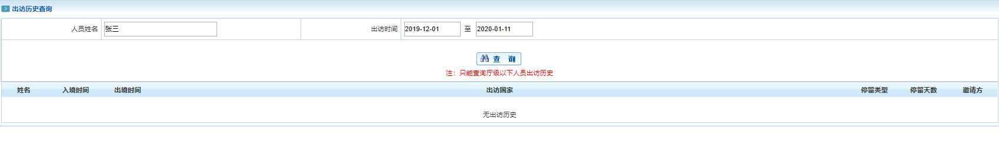 出访历史查询
人员姓名 张三 出访时间 2019-12-01 至 2020-01-11
查 询
注：只能查询厅级以下人员出访历史
姓名 入境时间 出境时间 出访国家 停留类型 停留天数 邀请方
无出访历史